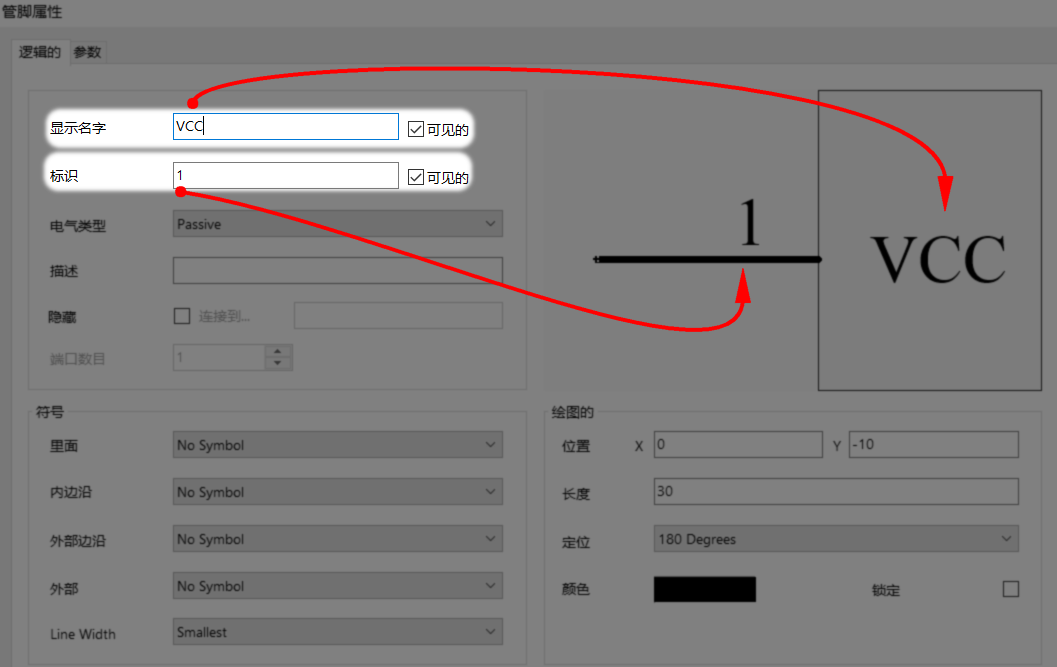 管脚属性
逻辑的 参数
显示名字 VCC 可见的
标识 1 可见的
电气类型 Passive
描述
隐藏 连接到...
端口数目 1
1
VCC
符号
里面 No Symbol
内边沿 No Symbol
外部边沿 No Symbol
外部 No Symbol
Line Width Smallest
绘图的
位置 X 0 Y -10
长度 30
定位 180 Degrees
颜色 锁定